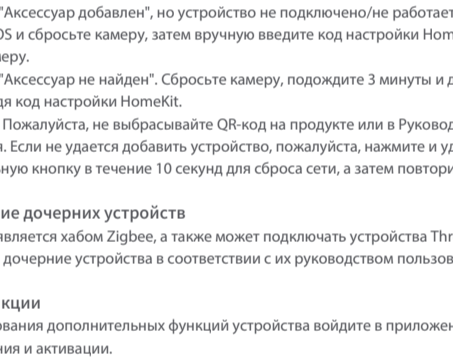 "Аксессуар добавлен", но устройство не подключено/не работает
OS и сбросьте камеру, затем вручную введите код настройки Hom
меру.
"Аксессуар не найден". Сбросьте камеру, подождите 3 минуты и д
дя код настройки HomeKit.
Пожалуйста, не выбрасывайте QR-код на продукте или в Руковод
я. Если не удается добавить устройство, пожалуйста, нажмите и уд
ьную кнопку в течение 10 секунд для сброса сети, а затем повтори
ие дочерних устройств
является хабом Zigbee, а также может подключать устройства Thr
дочерние устройства в соответствии с их руководством пользов
кции
ования дополнительных функций устройства войдите в приложен
ния и активации.